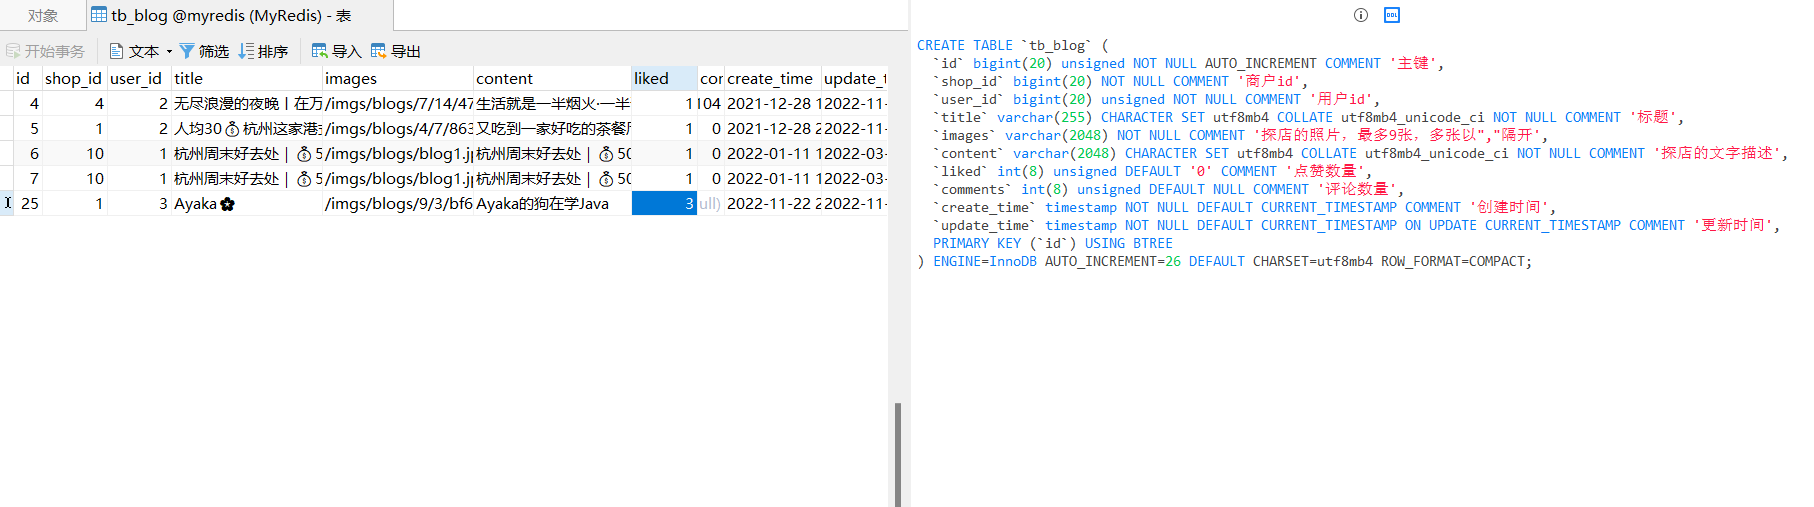 对象 tb_blog @myredis (MyRedis) - 表
开始事务 文本 筛选 排序 导入 导出
id shop_id user_id title images content liked cor create_time update_t
4 4 2 无尽浪漫的夜晚丨在万 /imgs/blogs/7/14/47 生活就是一半烟火·一半 1 104 2021-12-28 1 2022-11-
5 1 2 人均30💰杭州这家港 /imgs/blogs/4/7/863 又吃到一家好吃的茶餐厅 1 0 2021-12-28 2 2022-11-
6 10 1 杭州周末好去处｜💰5 /imgs/blogs/blog1.jp 杭州周末好去处｜💰50 1 0 2022-01-11 1 2022-03-
7 10 1 杭州周末好去处｜💰5 /imgs/blogs/blog1.jp 杭州周末好去处｜💰50 1 0 2022-01-11 1 2022-03-
25 1 3 Ayaka✿ /imgs/blogs/9/3/bf6 Ayaka的狗在学Java 3 ull) 2022-11-22 2 2022-11-
DDL
CREATE TABLE `tb_blog` (
`id` bigint(20) unsigned NOT NULL AUTO_INCREMENT COMMENT '主键',
`shop_id` bigint(20) NOT NULL COMMENT '商户id',
`user_id` bigint(20) unsigned NOT NULL COMMENT '用户id',
`title` varchar(255) CHARACTER SET utf8mb4 COLLATE utf8mb4_unicode_ci NOT NULL COMMENT '标题',
`images` varchar(2048) NOT NULL COMMENT '探店的照片，最多9张，多张以","隔开',
`content` varchar(2048) CHARACTER SET utf8mb4 COLLATE utf8mb4_unicode_ci NOT NULL COMMENT '探店的文字描述',
`liked` int(8) unsigned DEFAULT '0' COMMENT '点赞数量',
`comments` int(8) unsigned DEFAULT NULL COMMENT '评论数量',
`create_time` timestamp NOT NULL DEFAULT CURRENT_TIMESTAMP COMMENT '创建时间',
`update_time` timestamp NOT NULL DEFAULT CURRENT_TIMESTAMP ON UPDATE CURRENT_TIMESTAMP COMMENT '更新时间',
PRIMARY KEY (`id`) USING BTREE
) ENGINE=InnoDB AUTO_INCREMENT=26 DEFAULT CHARSET=utf8mb4 ROW_FORMAT=COMPACT;